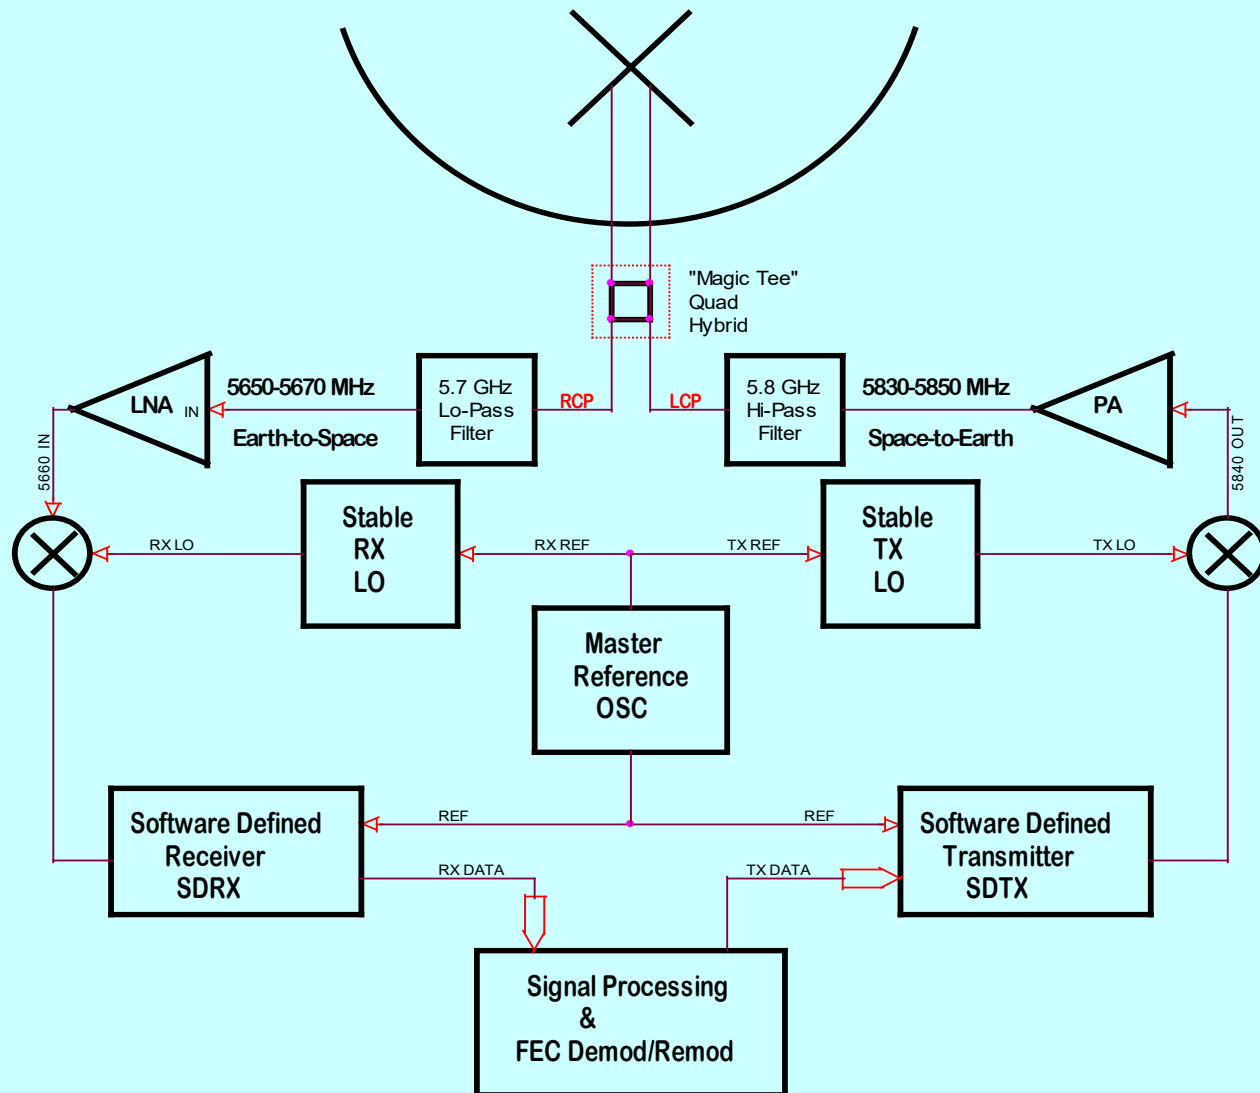 "Magic Tee"
Quad
Hybrid
LNA
IN
5650-5670 MHz
Earth-to-Space
5.7 GHz
Lo-Pass
Filter
RCP
LCP
5.8 GHz
Hi-Pass
Filter
5830-5850 MHz
Space-to-Earth
PA
5660 IN
5840 OUT
RX LO
Stable
RX
LO
RX REF
TX REF
Stable
TX
LO
TX LO
Master
Reference
OSC
Software Defined
Receiver
SDRX
REF
REF
Software Defined
Transmitter
SDTX
RX DATA
TX DATA
Signal Processing
&
FEC Demod/Remod